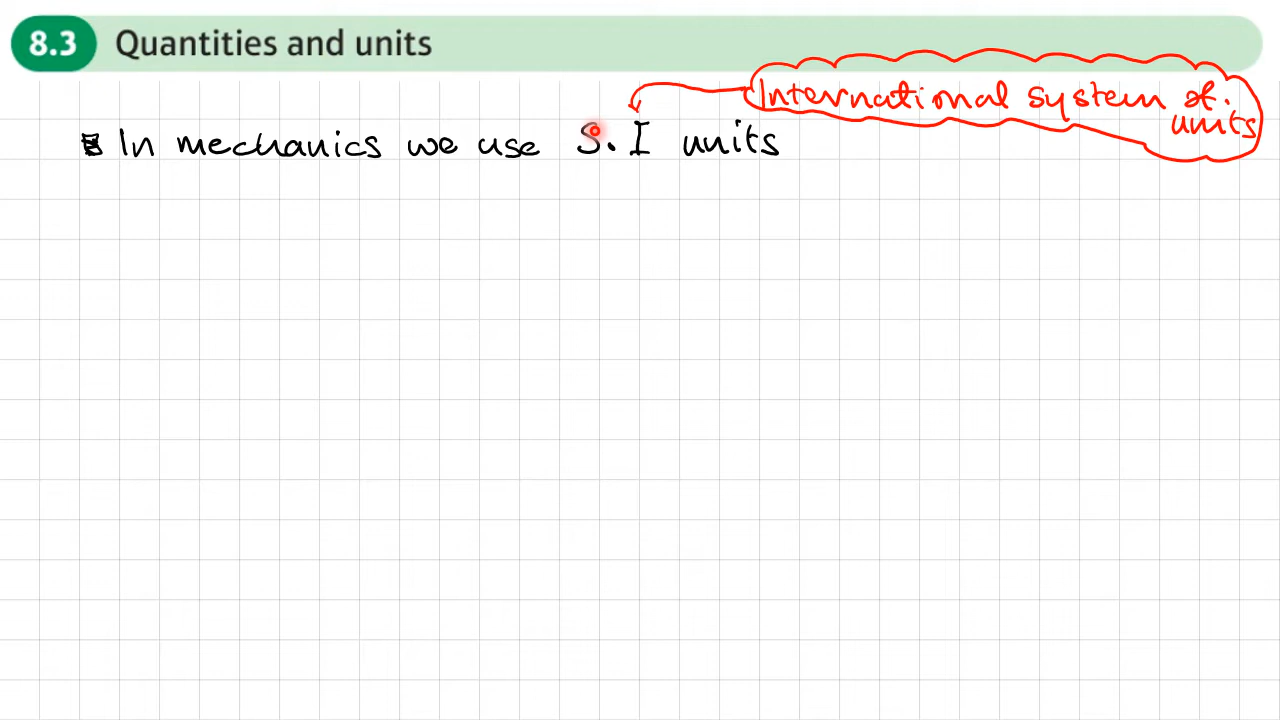 8.3 Quantities and units
International system of.
units
In mechanics we use S.I units